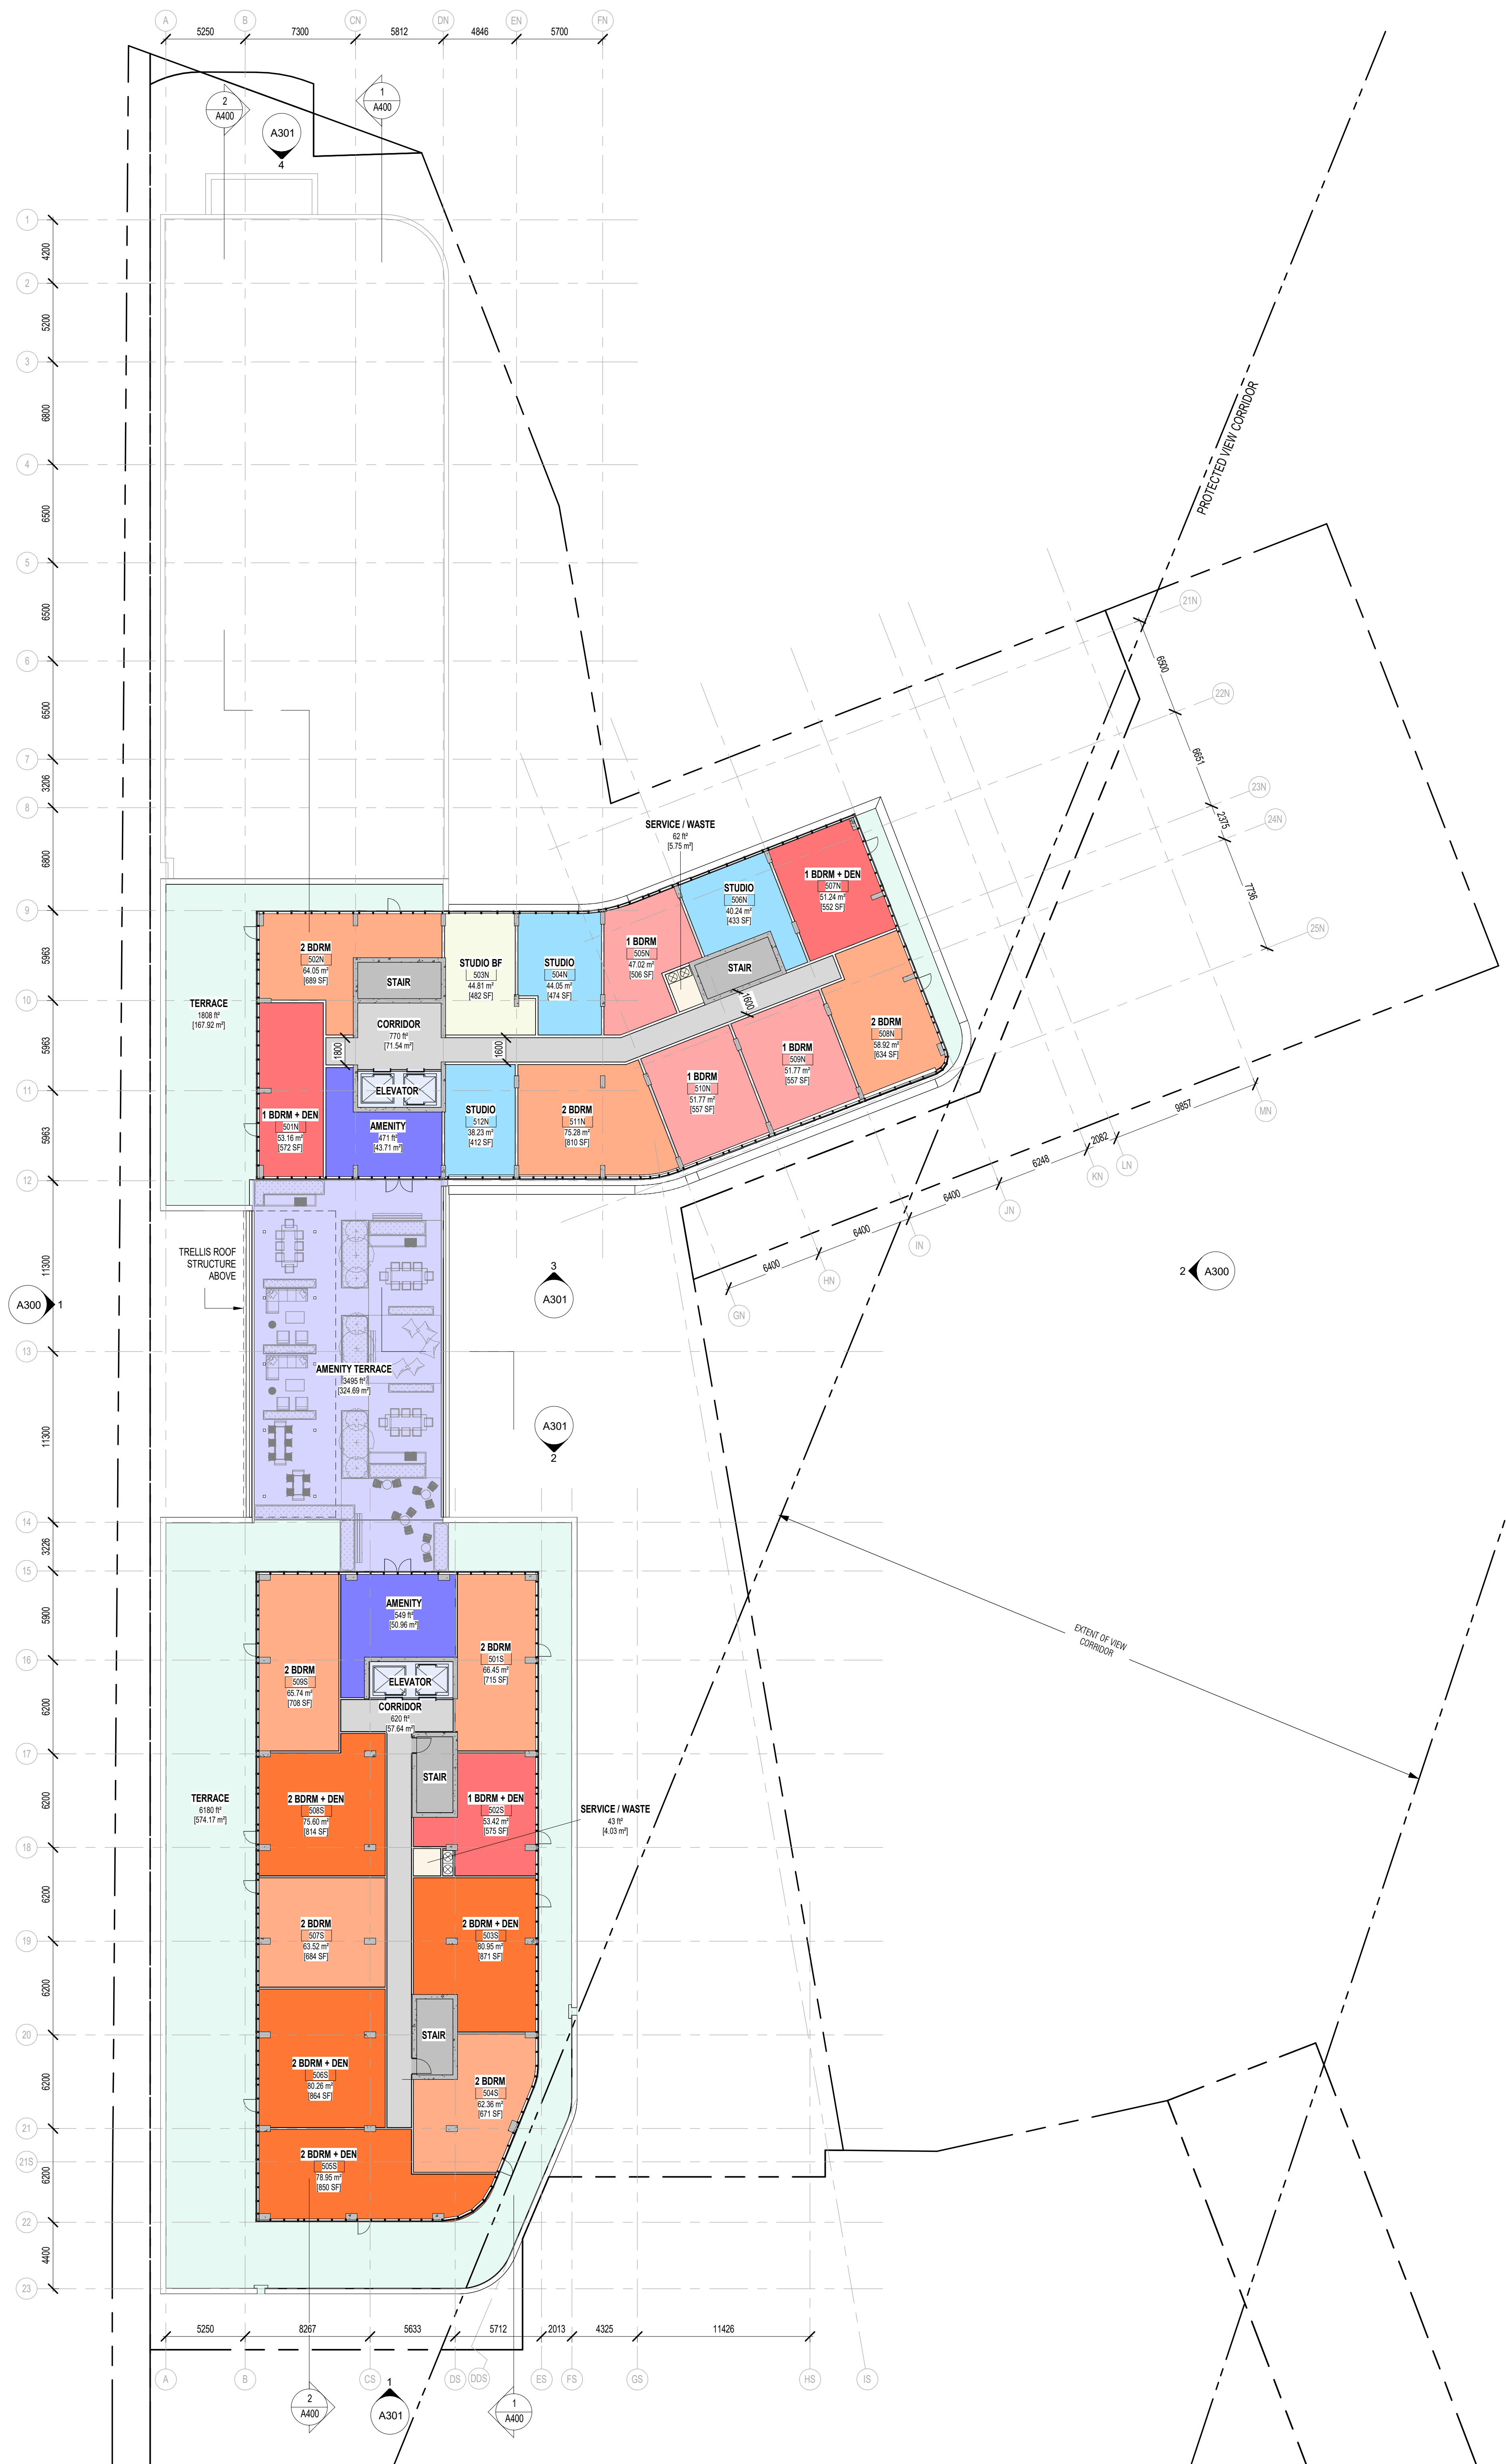 A
B
CN
DN
EN
FN
5250
7300
5812
4846
5700
2
A400
1
A400
A301
4
1
4200
2
5200
3
6800
4
6500
5
6500
6
6500
7
3206
8
6800
9
5963
10
5963
11
5963
12
11300
13
11300
14
3226
15
5900
16
6200
17
6200
18
6200
19
6200
20
6200
21
21S
6200
22
4400
23
PROTECTED VIEW CORRIDOR
21N
6500
22N
6651
23N
2375
24N
7736
25N
MN
9857
LN
2082
KN
6248
JN
6400
IN
6400
HN
6400
GN
SERVICE / WASTE
62 ft²
[5.75 m²]
1 BDRM + DEN
507N
51.24 m²
[552 SF]
STUDIO
506N
40.24 m²
[433 SF]
1 BDRM
505N
47.02 m²
[506 SF]
STUDIO
504N
44.05 m²
[474 SF]
STUDIO BF
503N
44.81 m²
[482 SF]
2 BDRM
502N
64.05 m²
[689 SF]
STAIR
STAIR
TERRACE
1808 ft²
[167.92 m²]
CORRIDOR
770 ft²
[71.54 m²]
1800
1600
1600
ELEVATOR
2 BDRM
508N
58.92 m²
[634 SF]
1 BDRM
509N
51.77 m²
[557 SF]
1 BDRM
510N
51.77 m²
[557 SF]
2 BDRM
511N
75.28 m²
[810 SF]
STUDIO
512N
38.23 m²
[412 SF]
1 BDRM + DEN
501N
53.16 m²
[572 SF]
AMENITY
471 ft²
[43.71 m²]
TRELLIS ROOF
STRUCTURE
ABOVE
A300
1
3
A301
2
A300
AMENITY TERRACE
3495 ft²
[324.69 m²]
A301
2
EXTENT OF VIEW
CORRIDOR
AMENITY
549 ft²
[50.96 m²]
2 BDRM
501S
66.45 m²
[715 SF]
2 BDRM
509S
65.74 m²
[708 SF]
ELEVATOR
CORRIDOR
620 ft²
[57.64 m²]
STAIR
TERRACE
6180 ft²
[574.17 m²]
2 BDRM + DEN
508S
75.60 m²
[814 SF]
1 BDRM + DEN
502S
53.42 m²
[575 SF]
SERVICE / WASTE
43 ft²
[4.03 m²]
2 BDRM
507S
63.52 m²
[684 SF]
2 BDRM + DEN
503S
80.95 m²
[871 SF]
STAIR
2 BDRM + DEN
506S
80.26 m²
[864 SF]
2 BDRM
504S
62.36 m²
[671 SF]
2 BDRM + DEN
505S
78.95 m²
[850 SF]
5250
8267
5633
5712
2013
4325
11426
A
B
CS
DS
DDS
ES
FS
GS
HS
IS
2
A400
1
A301
1
A400